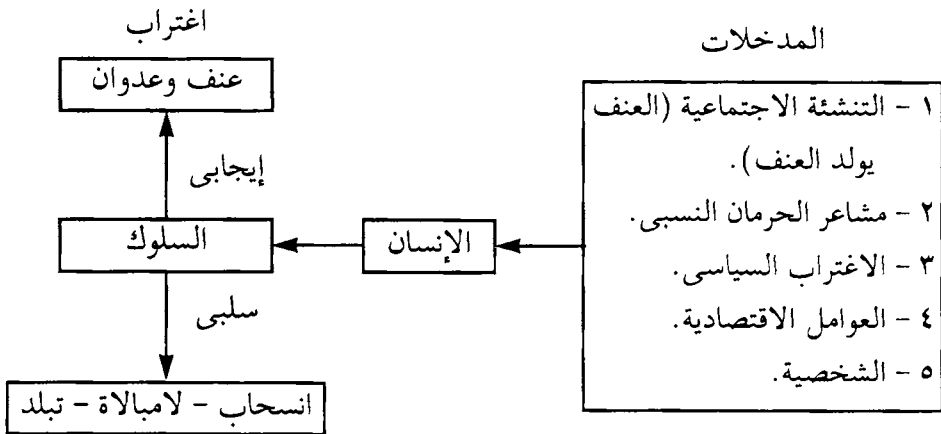 المدخلات
١ - التنشئة الاجتماعية (العنف
يولد العنف).
٢ - مشاعر الحرمان النسبى.
٣ - الاغتراب السياسى.
٤ - العوامل الاقتصادية.
٥ - الشخصية.
الإنسان
اغتراب
عنف وعدوان
إيجابى
السلوك
سلبى
انسحاب - لامبالاة - تبلد